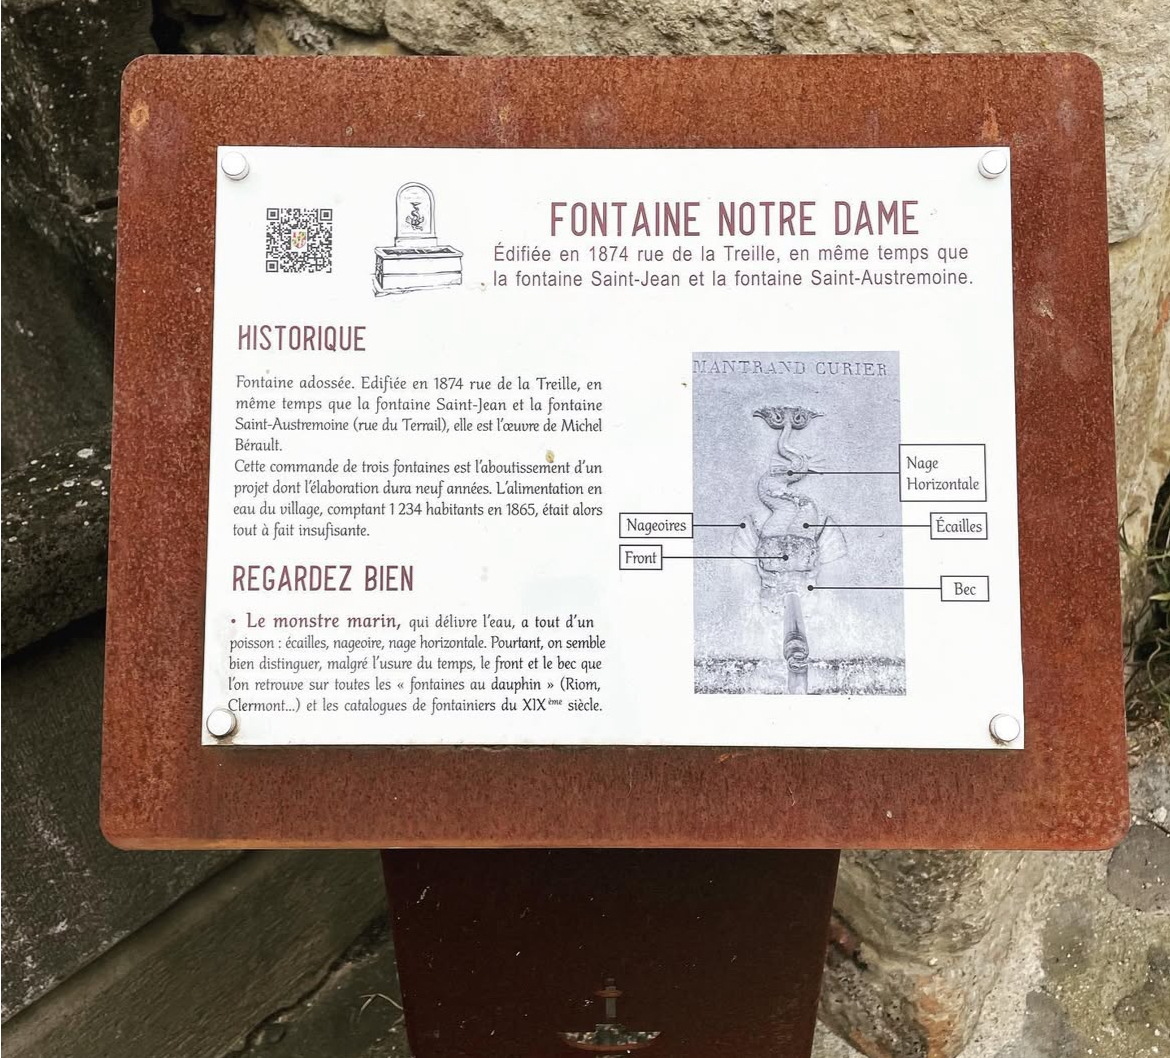 FONTAINE NOTRE DAME
Édifiée en 1874 rue de la Treille, en même temps que
la fontaine Saint-Jean et la fontaine Saint-Austremoine.
HISTORIQUE
Fontaine adossée. Edifiée en 1874 rue de la Treille, en
même temps que la fontaine Saint-Jean et la fontaine
Saint-Austremoine (rue du Terrail), elle est l'œuvre de Michel
Bérault.
Cette commande de trois fontaines est l'aboutissement d'un
projet dont l'élaboration dura neuf années. L'alimentation en
eau du village, comptant 1 234 habitants en 1865, était alors
tout à fait insufisante.
REGARDEZ BIEN
• Le monstre marin, qui délivre l'eau, a tout d'un
poisson : écailles, nageoire, nage horizontale. Pourtant, on semble
bien distinguer, malgré l'usure du temps, le front et le bec que
l'on retrouve sur toutes les « fontaines au dauphin » (Riom,
Clermont...) et les catalogues de fontainiers du XIXème siècle.
MANTRAND CURIER
Nage
Horizontale
Nageoires
Écailles
Front
Bec